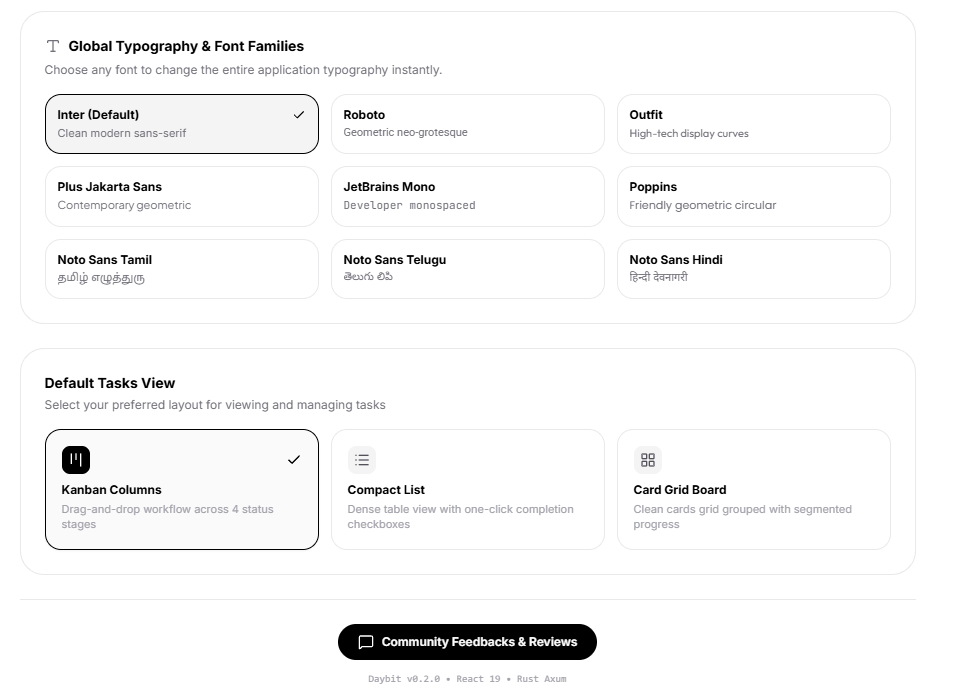 Global Typography & Font Families
Choose any font to change the entire application typography instantly.
Inter (Default)
Clean modern sans-serif
Roboto
Geometric neo-grotesque
Outfit
High-tech display curves
Plus Jakarta Sans
Contemporary geometric
JetBrains Mono
Developer monospaced
Poppins
Friendly geometric circular
Noto Sans Tamil
தமிழ் எழுத்துரு
Noto Sans Telugu
తెలుగు లిపి
Noto Sans Hindi
हिन्दी देवनागरी
Default Tasks View
Select your preferred layout for viewing and managing tasks
Kanban Columns
Drag-and-drop workflow across 4 status
stages
Compact List
Dense table view with one-click completion
checkboxes
Card Grid Board
Clean cards grid grouped with segmented
progress
Community Feedbacks & Reviews
Daybit v0.2.0 • React 19 • Rust Axum